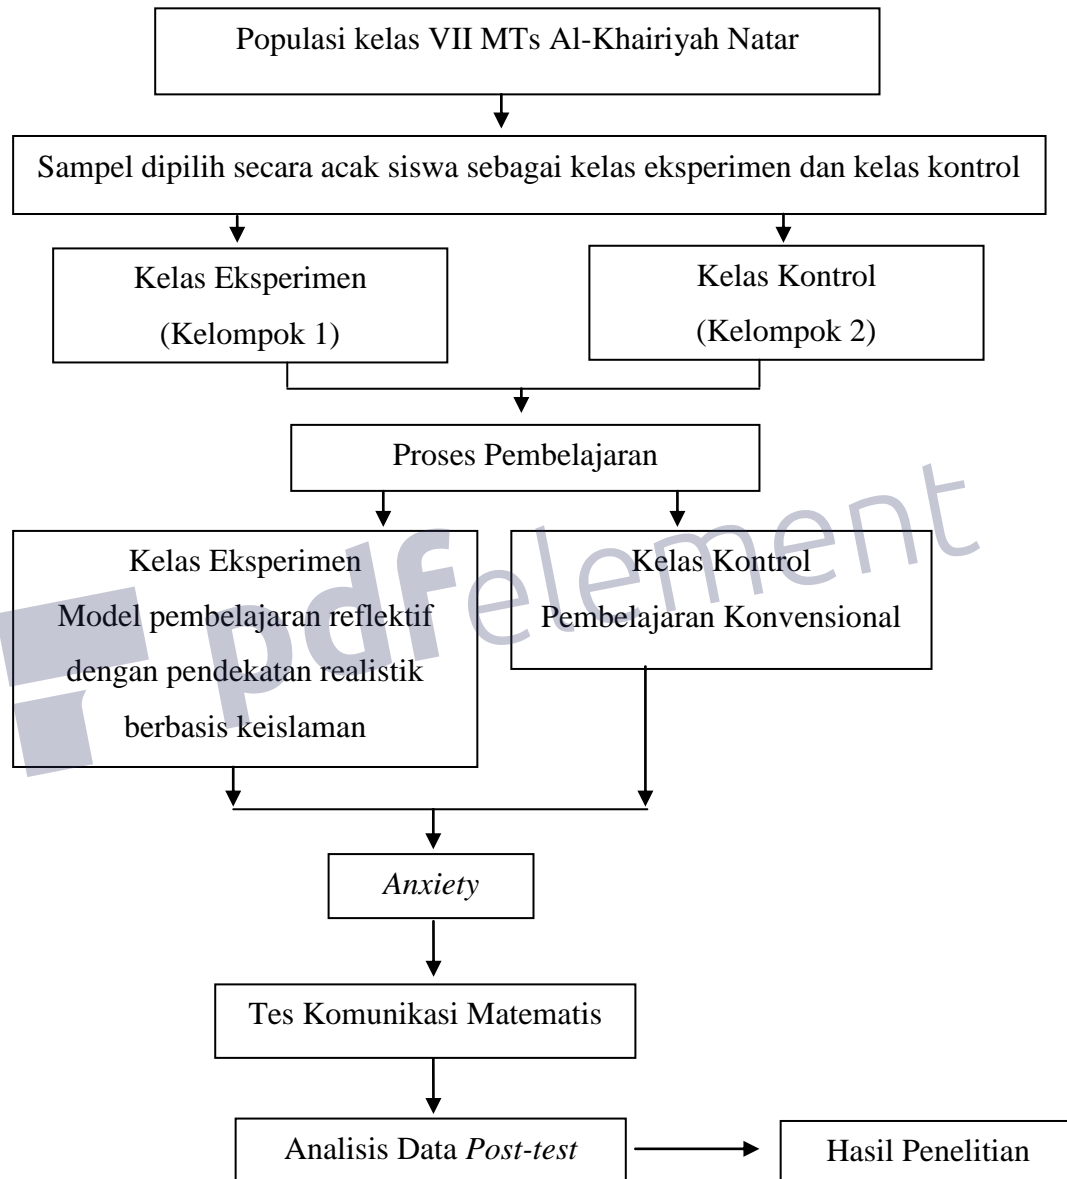 Populasi kelas VII MTs Al-Khairiyah Natar
Sampel dipilih secara acak siswa sebagai kelas eksperimen dan kelas kontrol
Kelas Eksperimen
(Kelompok 1)
Kelas Kontrol
(Kelompok 2)
Proses Pembelajaran
Kelas Eksperimen
Model pembelajaran reflektif
dengan pendekatan realistik
berbasis keislaman
Kelas Kontrol
Pembelajaran Konvensional
pdfelement
Anxiety
Tes Komunikasi Matematis
Analisis Data Post-test
Hasil Penelitian